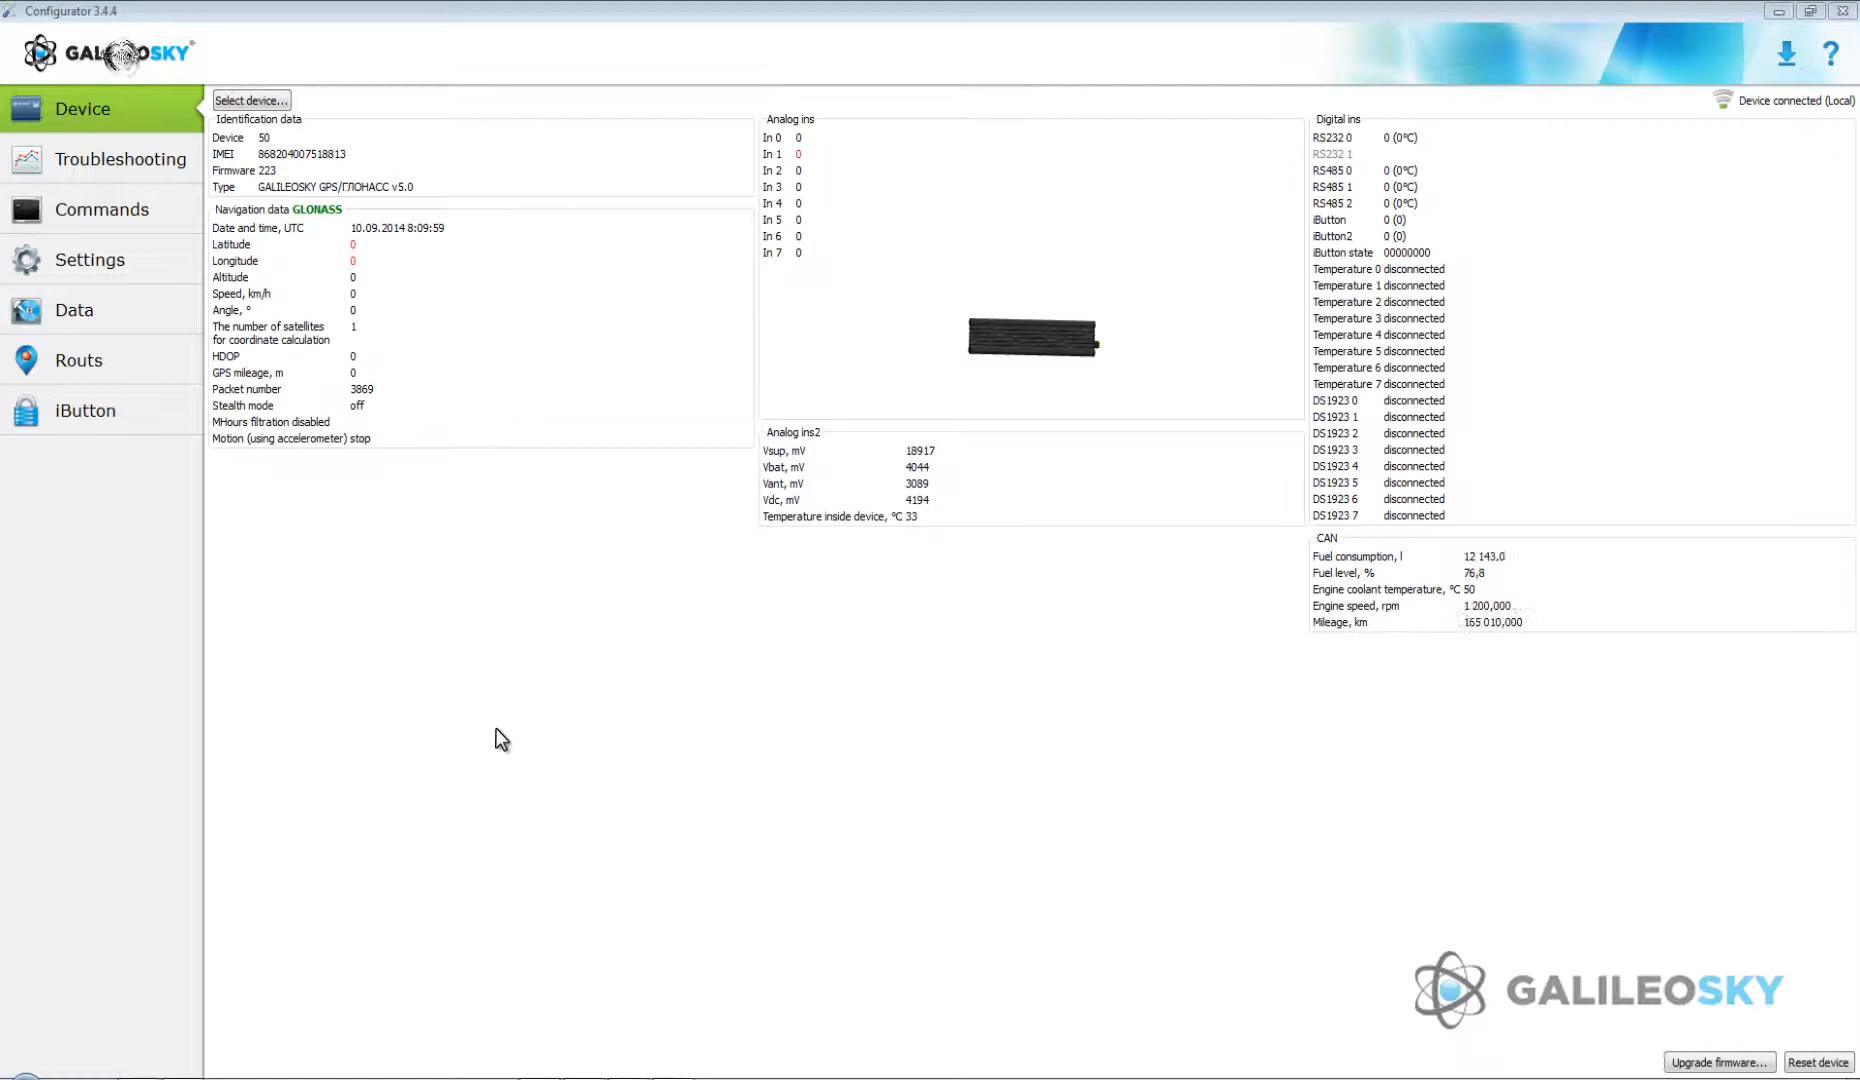 Configurator 3.4.4
GALILEOSKY
Device
Troubleshooting
Commands
Settings
Data
Routs
iButton
Select device...
Device connected (Local)
Identification data
Device 50
IMEI 868204007518813
Firmware 223
Type GALILEOSKY GPS/ГЛОНАСС v5.0
Navigation data GLONASS
Date and time, UTC 10.09.2014 8:09:59
Latitude 0
Longitude 0
Altitude 0
Speed, km/h 0
Angle, ° 0
The number of satellites 1
for coordinate calculation
HDOP 0
GPS mileage, m 0
Packet number 3869
Stealth mode off
MHours filtration disabled
Motion (using accelerometer) stop
Analog ins
In 0 0
In 1 0
In 2 0
In 3 0
In 4 0
In 5 0
In 6 0
In 7 0
Analog ins2
Vsup, mV 18917
Vbat, mV 4044
Vant, mV 3089
Vdc, mV 4194
Temperature inside device, °C 33
Digital ins
RS232 0 0 (0°C)
RS232 1
RS485 0 0 (0°C)
RS485 1 0 (0°C)
RS485 2 0 (0°C)
iButton 0 (0)
iButton2 0 (0)
iButton state 00000000
Temperature 0 disconnected
Temperature 1 disconnected
Temperature 2 disconnected
Temperature 3 disconnected
Temperature 4 disconnected
Temperature 5 disconnected
Temperature 6 disconnected
Temperature 7 disconnected
DS1923 0 disconnected
DS1923 1 disconnected
DS1923 2 disconnected
DS1923 3 disconnected
DS1923 4 disconnected
DS1923 5 disconnected
DS1923 6 disconnected
DS1923 7 disconnected
CAN
Fuel consumption, l 12 143,0
Fuel level, % 76,8
Engine coolant temperature, °C 50
Engine speed, rpm 1 200,000
Mileage, km 165 010,000
GALILEOSKY
Upgrade firmware...
Reset device